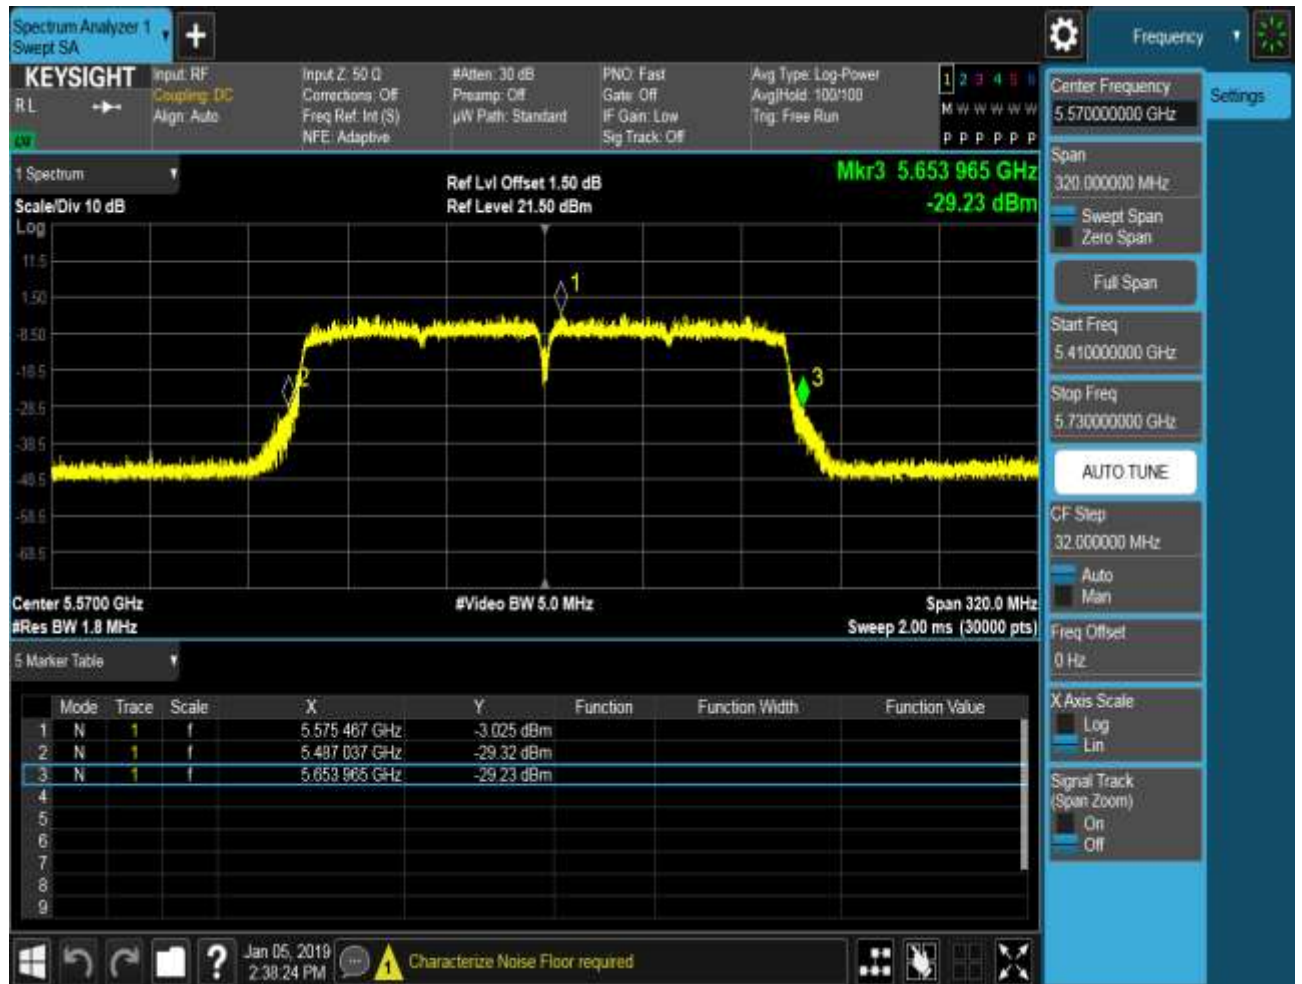 Spectrum Analyzer 1
Swept SA
+
Frequency
KEYSIGHT
RL
Input: RF
Coupling: DC
Align: Auto
Input Z: 50 Ω
Corrections: Off
Freq Ref: Int (S)
NFE: Adaptive
#Atten: 30 dB
Preamp: Off
µW Path: Standard
PNO: Fast
Gate: Off
IF Gain: Low
Sig Track: Off
Avg Type: Log-Power
Avg|Hold: 100/100
Trig: Free Run
1 2 3 4 5 6
M W W W W W
P P P P P P
1 Spectrum
Scale/Div 10 dB
Ref Lvl Offset 1.50 dB
Ref Level 21.50 dBm
Mkr3 5.653 965 GHz
-29.23 dBm
Log
11.5
1.50
-8.50
-18.5
-28.5
-38.5
-48.5
-58.5
-68.5
1
2
3
Center 5.5700 GHz
#Res BW 1.8 MHz
#Video BW 5.0 MHz
Span 320.0 MHz
Sweep 2.00 ms (30000 pts)
5 Marker Table
Mode Trace Scale X Y Function Function Width Function Value
1 N 1 f 5.575 467 GHz -3.025 dBm
2 N 1 f 5.487 037 GHz -29.32 dBm
3 N 1 f 5.653 965 GHz -29.23 dBm
4
5
6
7
8
9
Center Frequency
5.570000000 GHz
Settings
Span
320.000000 MHz
Swept Span
Zero Span
Full Span
Start Freq
5.410000000 GHz
Stop Freq
5.730000000 GHz
AUTO TUNE
CF Step
32.000000 MHz
Auto
Man
Freq Offset
0 Hz
X Axis Scale
Log
Lin
Signal Track
(Span Zoom)
On
Off
?
Jan 05, 2019
2:38:24 PM
1
Characterize Noise Floor required